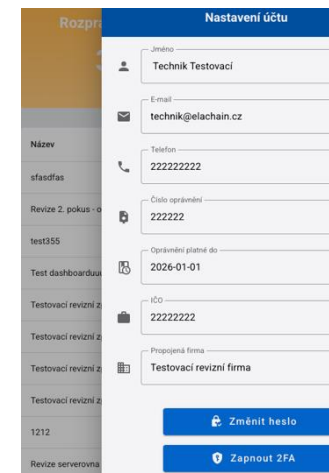 Rozpra
Nastavení účtu
Jméno
Technik Testovací
E-mail
technik@elachain.cz
Název
Telefon
222222222
sfasdfas
Číslo oprávnění
222222
Revize 2. pokus - o
test355
Oprávnění platné do
2026-01-01
Test dashboarduu
Testovací revizní z
IČO
22222222
Testovací revizní z
Propojená firma
Testovací revizní firma
Testovací revizní z
Testovací revizní z
Změnit heslo
1212
Zapnout 2FA
Revize serverovna